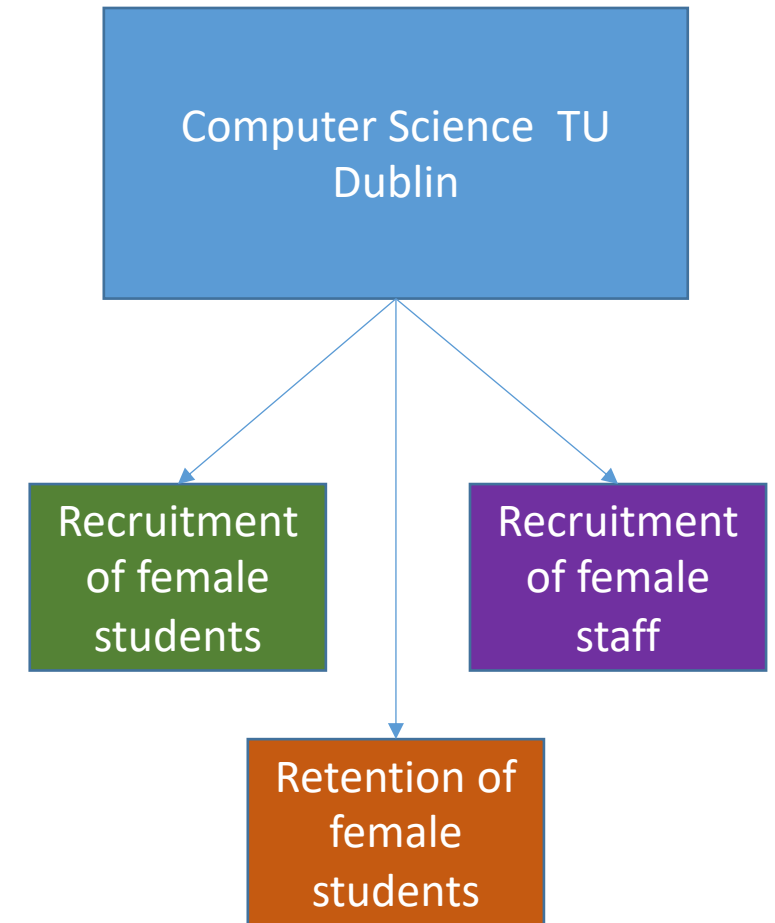 Computer Science  TU
Dublin
Recruitment
of female
students
Recruitment
of female
staff
Retention of
female
students